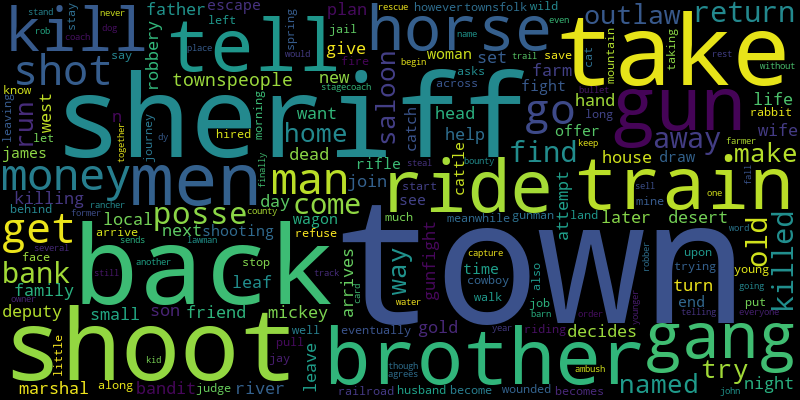 kill tell horse take
rob coach never stay dog father escape plan jail give fire rescue however townsfolk wild stand even name trail begin without
outlaw return
place left spring would
shot say robbery townspeople new woman set asks across farm fight cat save mountain taking rest water
sheriff go gun
know leaving run west let n hired together journey morning want home saloon catch head help stagecoach hand offer long bullet life rabbit wife away
james dead rifle cattle find house draw keep farmer make
money men man ride train
killing finally join steal bounty start see attempt mine sell one fall
behind rancher former local posse county day come wagon much meanwhile gunman land later desert
get arrive next shooting refuse arrives gunfight capture also upon word old killed
back town
several face another sends lawman stop way time cowboy robber trying young
bank still leaf track card walk turn going
family owner son mickey water job barn riding order younger end put telling everyone
deputy small friend well eventually gold year decides
shoot brother gang
little kid pull jay leave though agrees ambush named try night
marshal along bandit judge river railroad husband become wounded becomes john